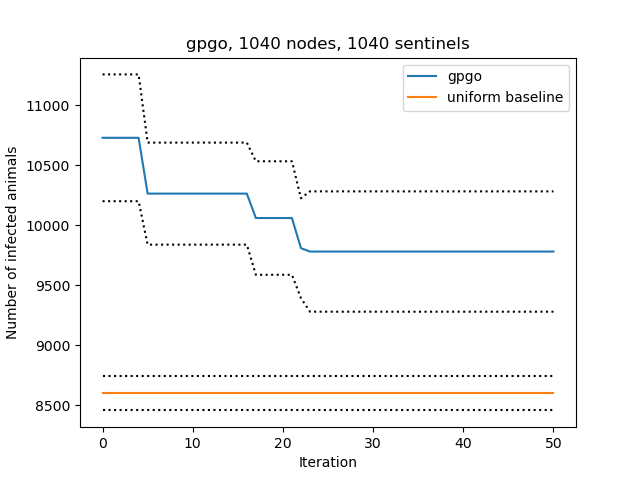 gpgo, 1040 nodes, 1040 sentinels
gpgo
uniform baseline
Number of infected animals
11000
10500
10000
9500
9000
8500
0 10 20 30 40 50
Iteration